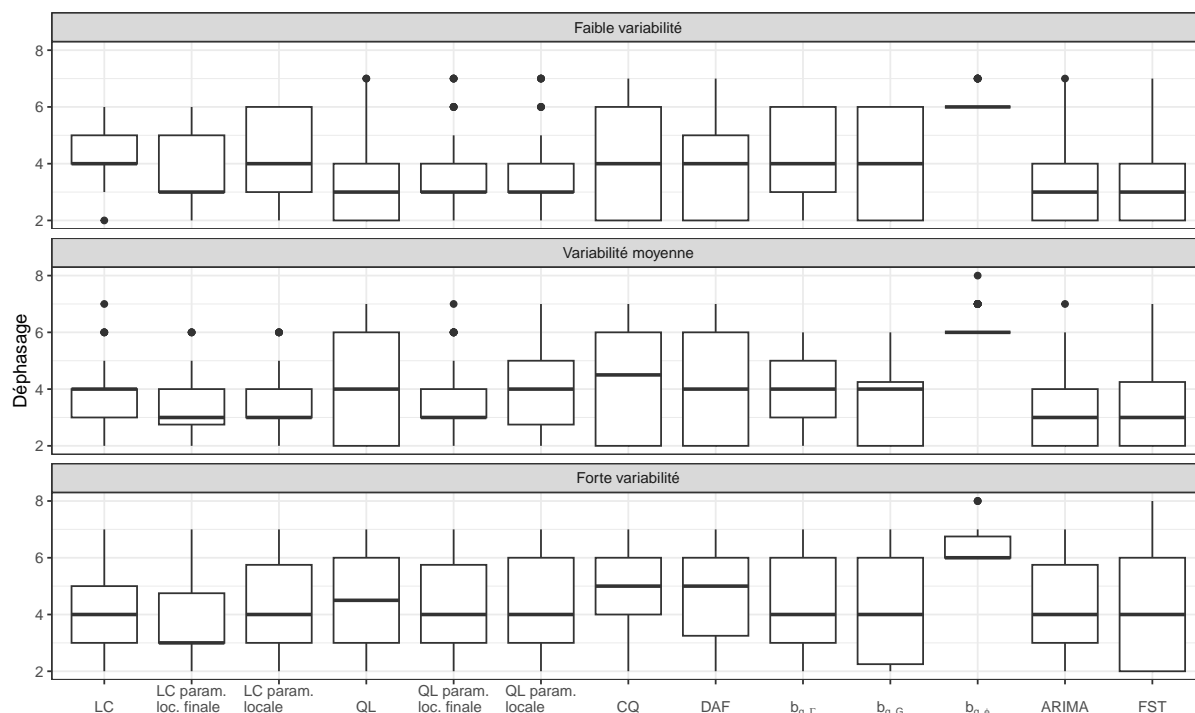 Faible variabilité
8
6
4
2
Variabilité moyenne
8
6
4
2
Déphasage
Forte variabilité
8
6
4
2
LC
LC param.
loc. finale
LC param.
locale
QL
QL param.
loc. finale
QL param.
locale
CQ
DAF
ARIMA
FST